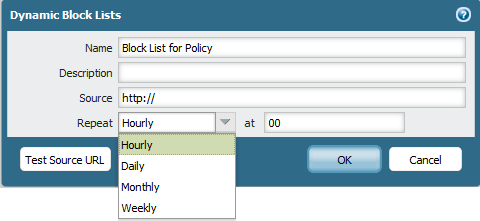 Dynamic Block Lists ?
Name Block List for Policy
Description
Source http://
Repeat Hourly at 00
Hourly
Daily
Monthly
Weekly
Test Source URL OK Cancel